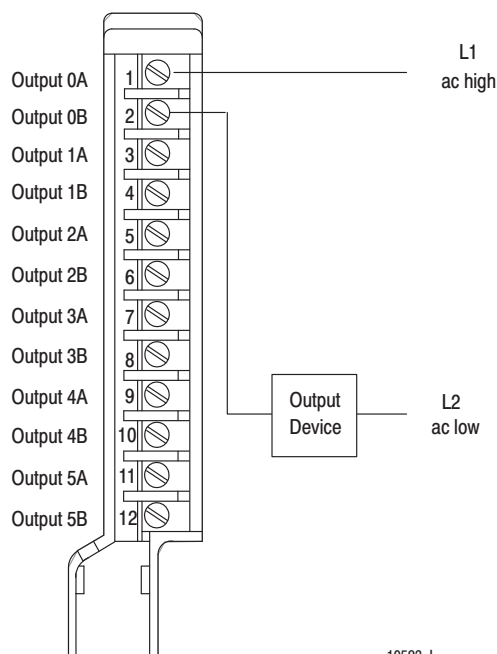 L1
ac high
Output 0A 1
Output 0B 2
Output 1A 3
Output 1B 4
Output 2A 5
Output 2B 6
Output 3A 7
Output 3B 8
Output 4A 9
Output 4B 10
Output 5A 11
Output 5B 12
Output
Device
L2
ac low